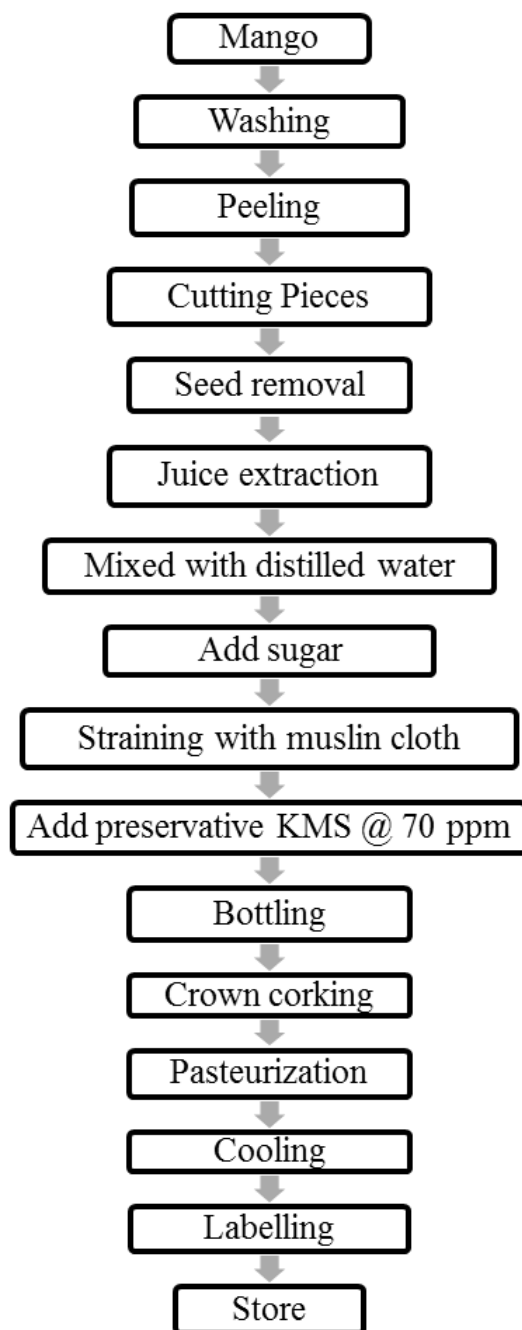 Mango
Washing
Peeling
Cutting Pieces
Seed removal
Juice extraction
Mixed with distilled water
Add sugar
Straining with muslin cloth
Add preservative KMS @ 70 ppm
Bottling
Crown corking
Pasteurization
Cooling
Labelling
Store